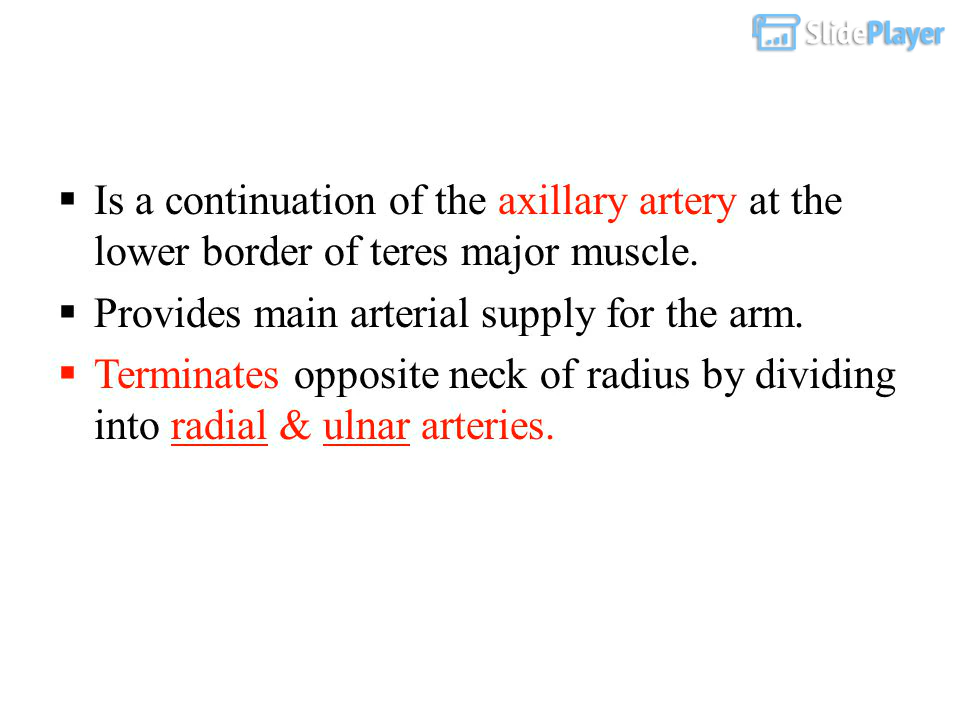 SlidePlayer
▪ Is a continuation of the axillary artery at the
lower border of teres major muscle.
▪ Provides main arterial supply for the arm.
▪ Terminates opposite neck of radius by dividing
into radial & ulnar arteries.